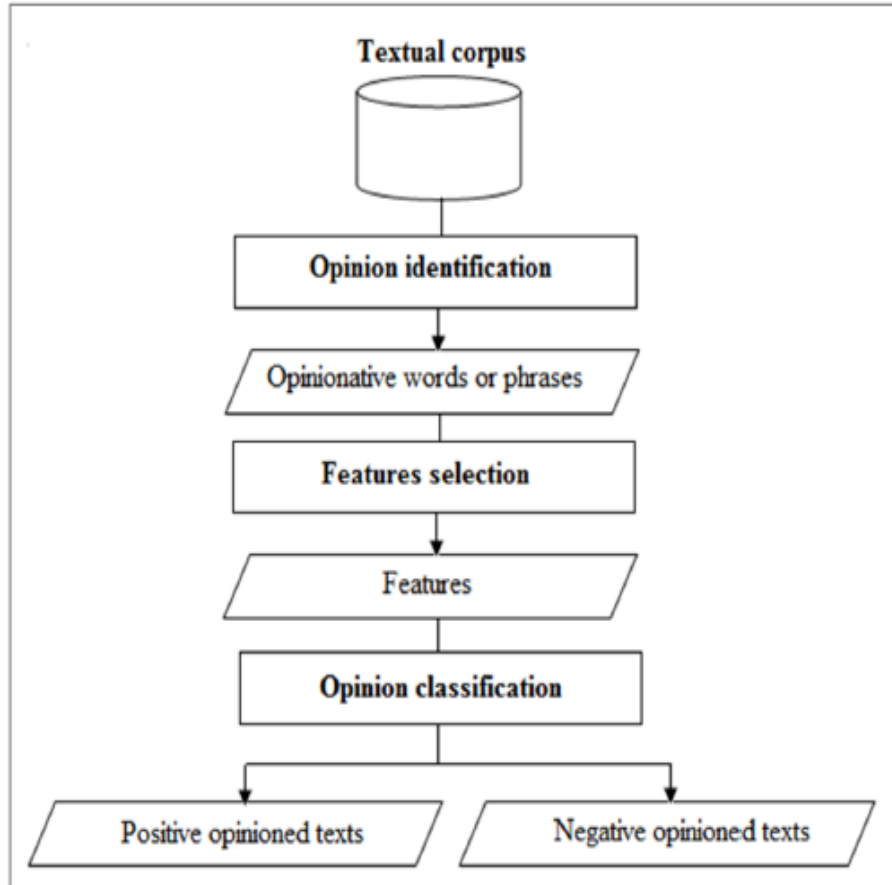 Textual corpus
Opinion identification
Opinionative words or phrases
Features selection
Features
Opinion classification
Positive opinioned texts
Negative opinioned texts